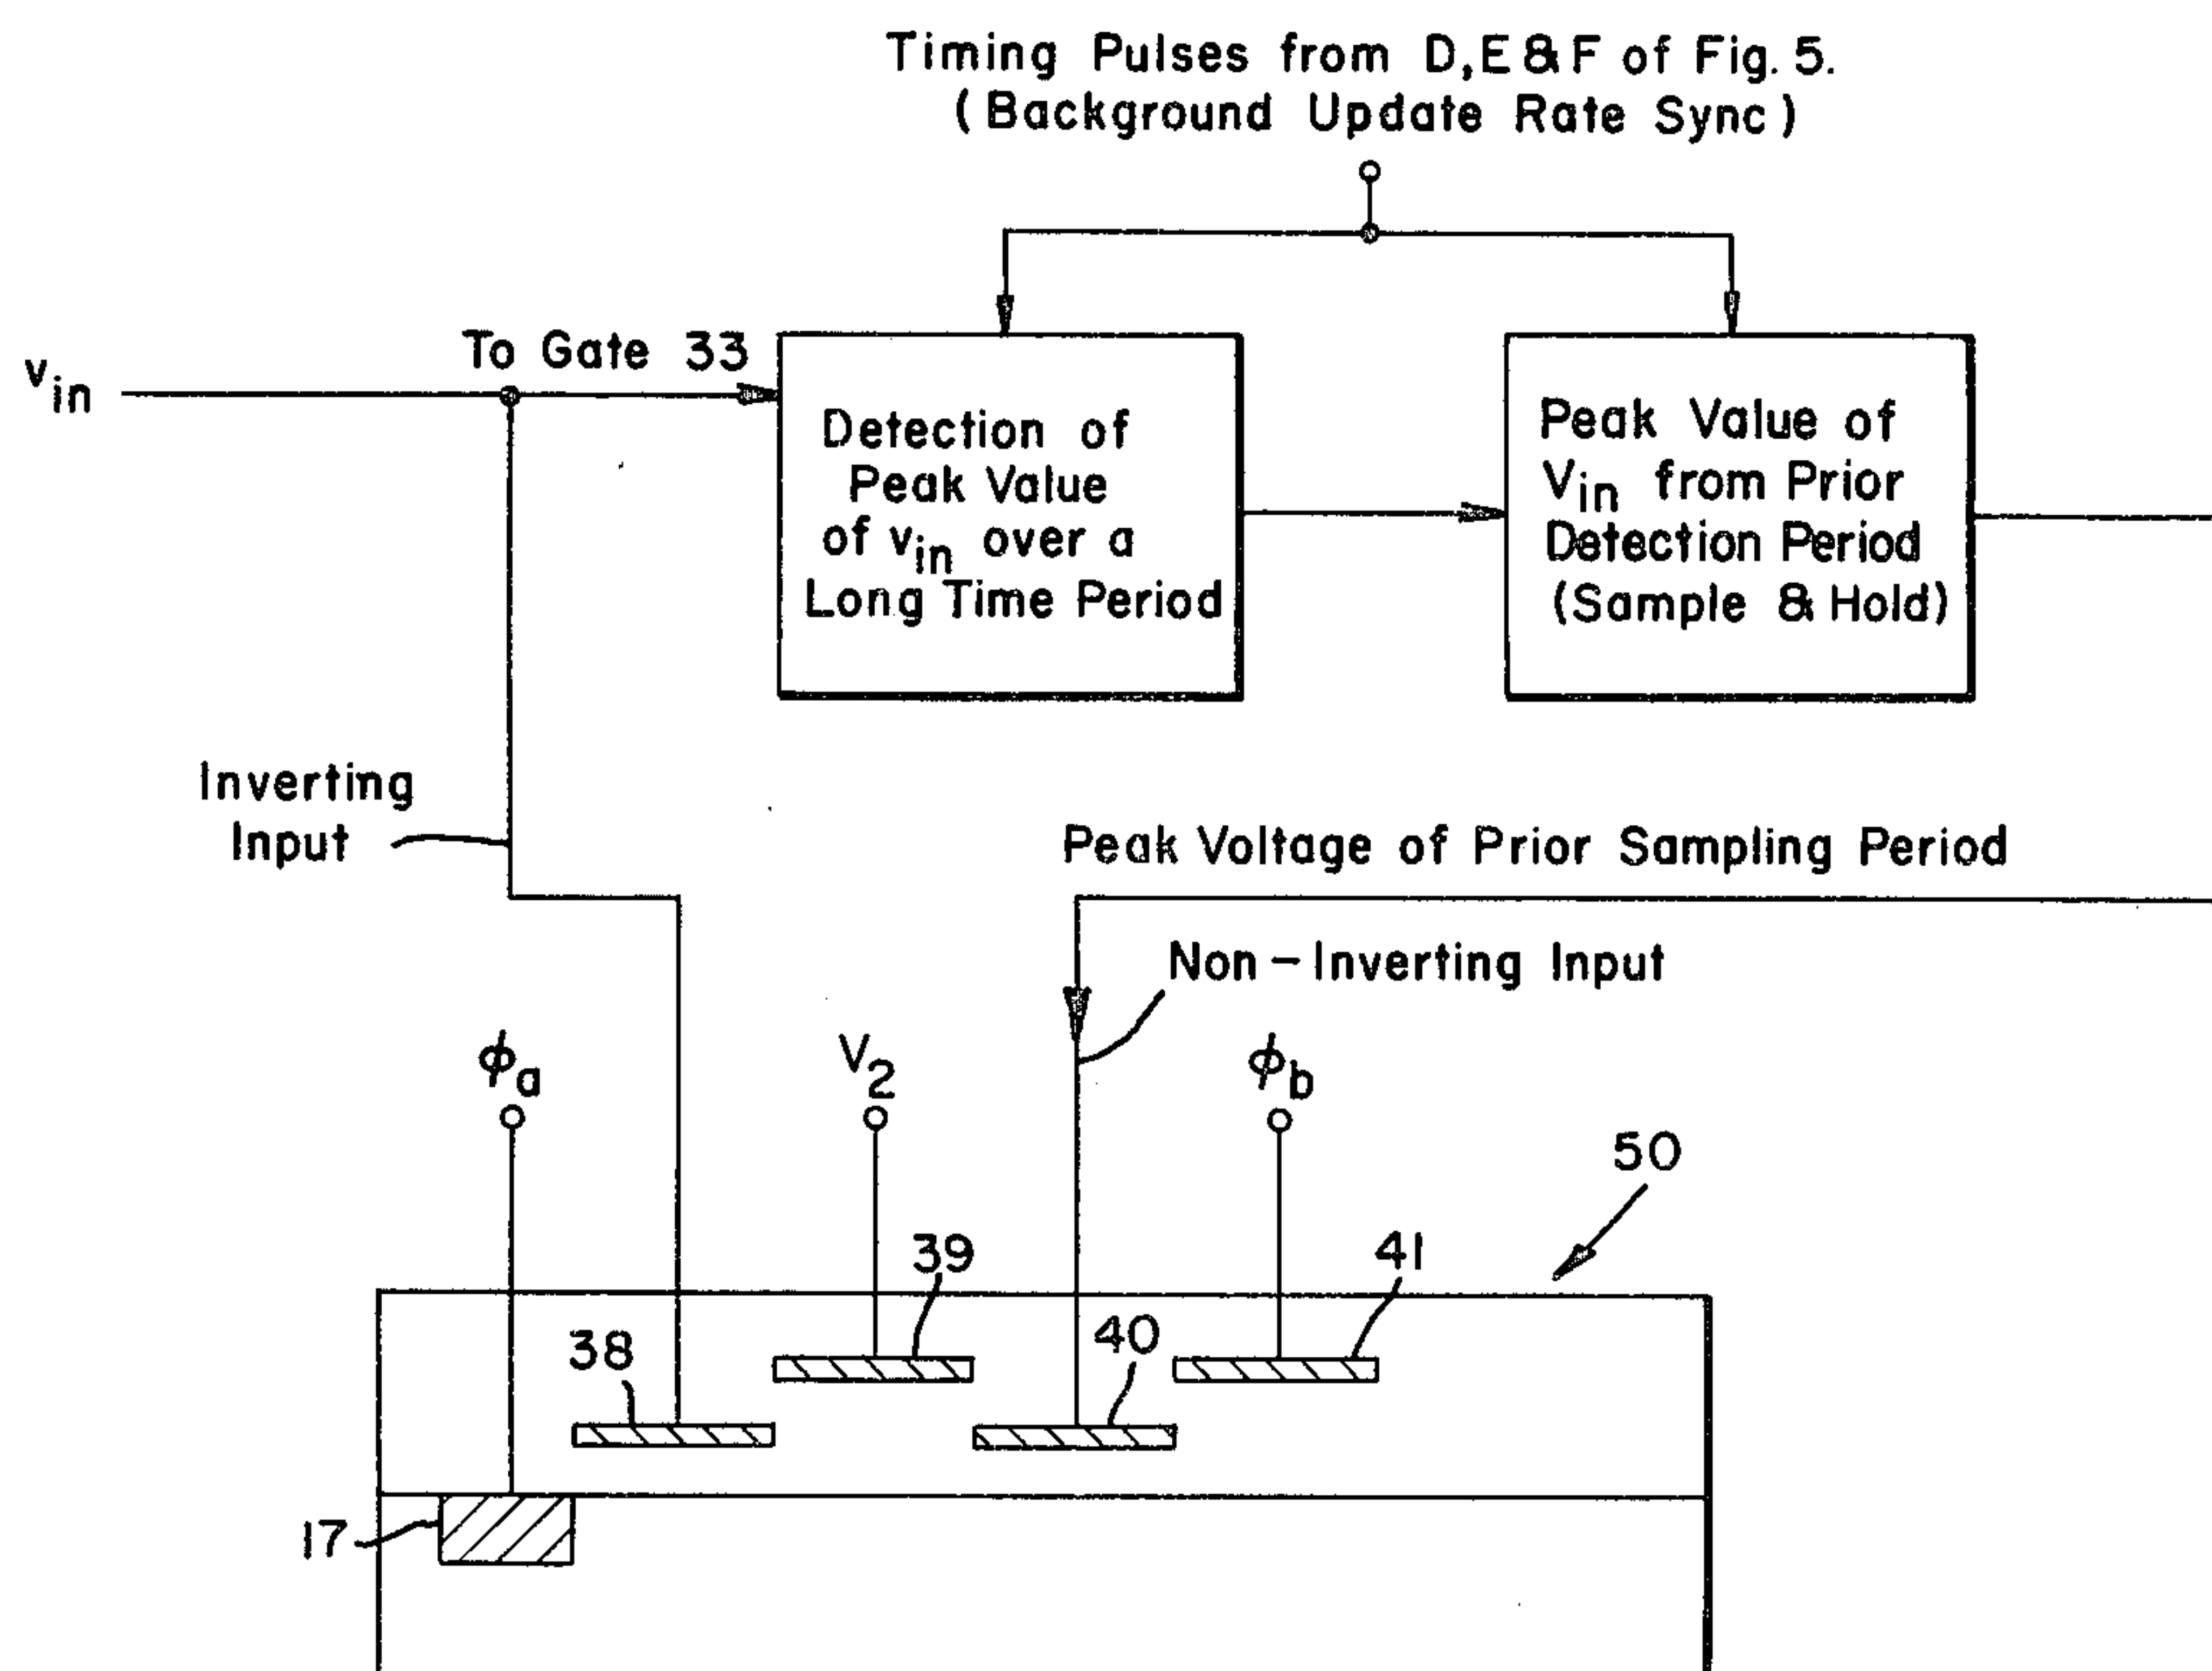 Timing Pulses from D,E & F of Fig. 5.
(Background Update Rate Sync)
vin
To Gate 33
Detection of
Peak Value
of vin over a
Long Time Period
Peak Value of
Vin from Prior
Detection Period
(Sample & Hold)
Inverting
Input
Peak Voltage of Prior Sampling Period
Non-Inverting Input
ϕa
V2
ϕb
50
39
41
38
40
17